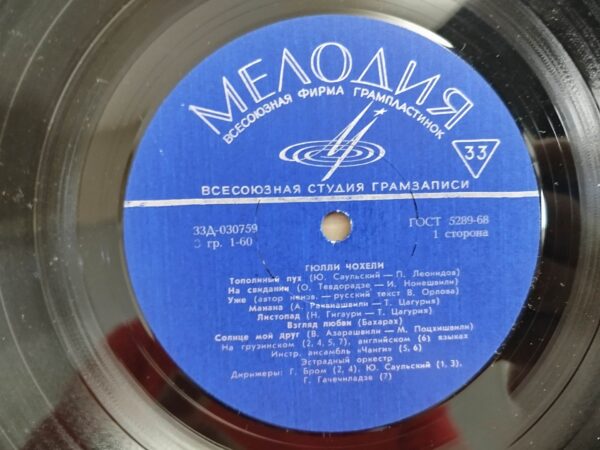 МЕЛОДИЯ
ВСЕСОЮЗНАЯ ФИРМА ГРАМПЛАСТИНОК
33
ВСЕСОЮЗНАЯ СТУДИЯ ГРАМЗАПИСИ
33Д-030759
ГОСТ 5289-68
гр. 1-60
1 сторона
ГЮЛЛИ ЧОХЕЛИ
Тополиный пух (Ю. Саульский — П. Леонидов)
На свидании (О. Тевдорадзе — И. Нонешвили)
Уже (автор неизв. — русский текст В. Орлова)
Манана (А. — Т. Цагурия)
Листопад (Н. Гигаури — Т. Цагурия)
Взгляд любви (Бахарах)
Солнце мой друг (В. Азарашвили — М. Поцхишвили)
На грузинском (2, 4, 5, 7), английском (6) языках
Инстр. ансамбль «Чанги» (5, 6)
Эстрадный оркестр
Дирижеры: Г. Бром (2, 4), Ю. Саульский (1, 3),
Г. Гачечиладзе (7)